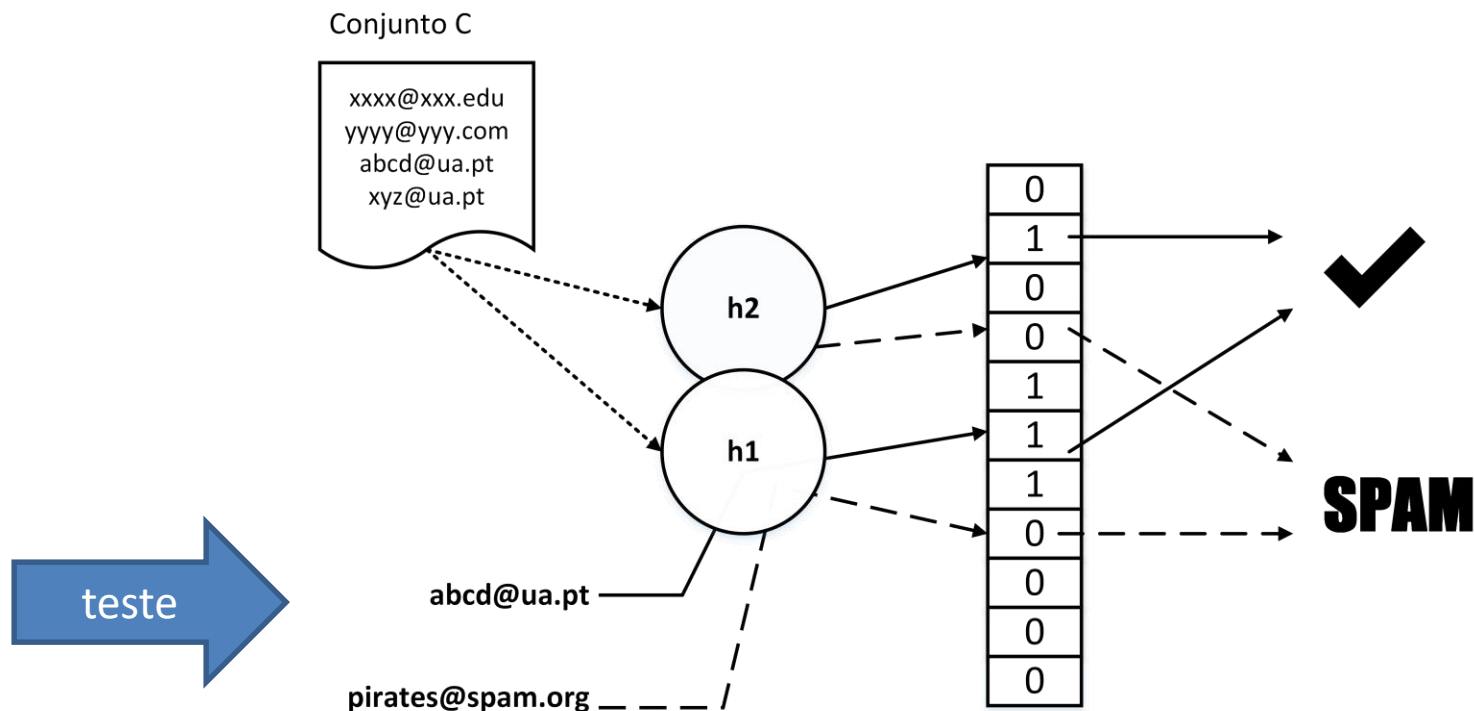 Conjunto C
xxxx@xxx.edu
yyyy@yyy.com
abcd@ua.pt
xyz@ua.pt
0
1
h2
0
0
1
1
h1
1
SPAM
0
teste
abcd@ua.pt
0
0
0
pirates@spam.org